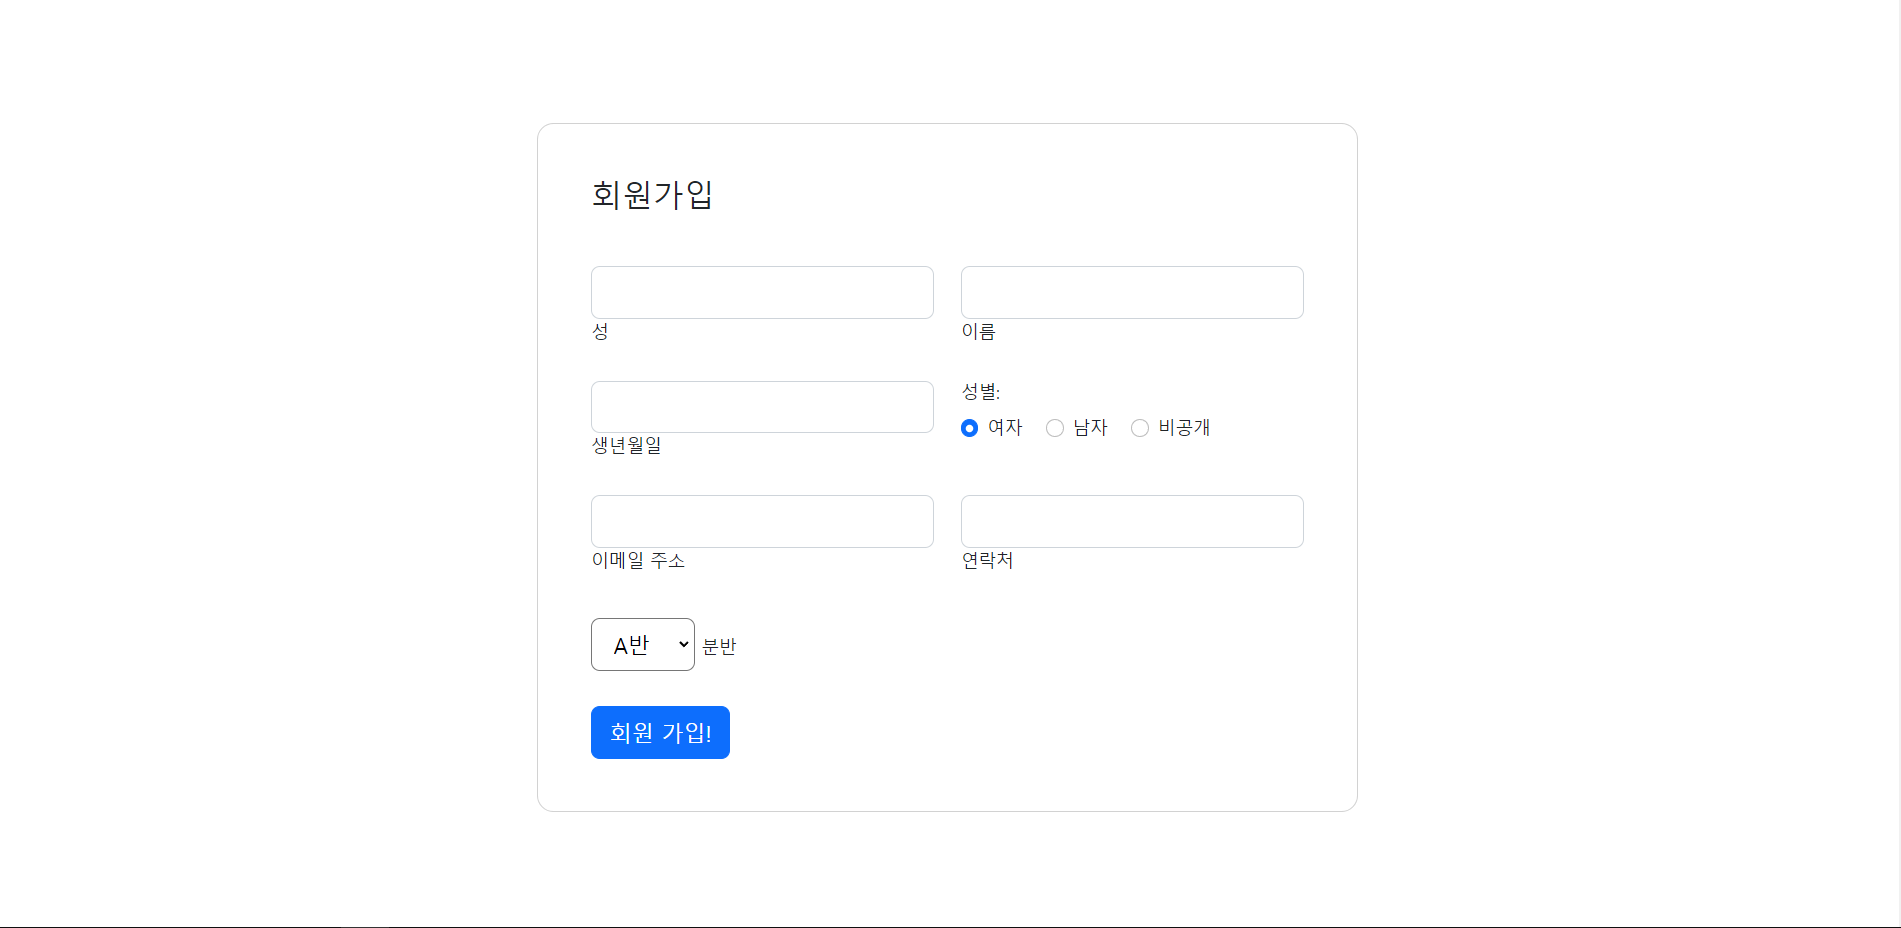 회원가입
성 이름
성별:
여자 남자 비공개
생년월일
이메일 주소 연락처
A반 분반
회원 가입!